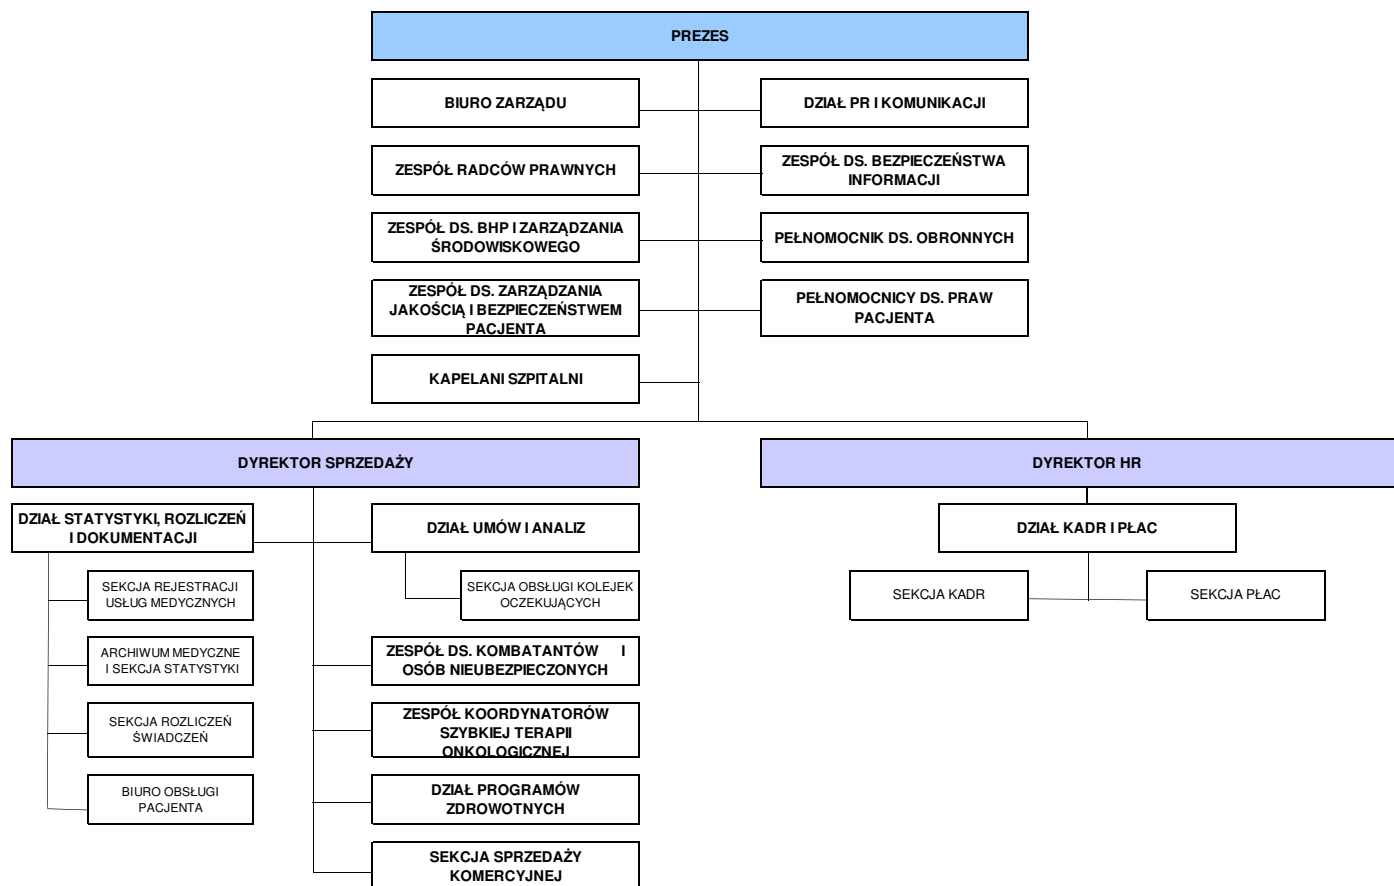 PREZES
BIURO ZARZĄDU
DZIAŁ PR I KOMUNIKACJI
ZESPÓŁ RADCÓW PRAWNYCH
ZESPÓŁ DS. BEZPIECZEŃSTWA
INFORMACJI
ZESPÓŁ DS. BHP I ZARZĄDZANIA
ŚRODOWISKOWEGO
PEŁNOMOCNIK DS. OBRONNYCH
ZESPÓŁ DS. ZARZĄDZANIA
JAKOŚCIĄ I BEZPIECZEŃSTWEM
PACJENTA
PEŁNOMOCNICY DS. PRAW
PACJENTA
KAPELANI SZPITALNI
DYREKTOR SPRZEDAŻY
DZIAŁ STATYSTYKI, ROZLICZEŃ
I DOKUMENTACJI
SEKCJA REJESTRACJI
USŁUG MEDYCZNYCH
ARCHIWUM MEDYCZNE
I SEKCJA STATYSTYKI
SEKCJA ROZLICZEŃ
ŚWIADCZEŃ
BIURO OBSŁUGI
PACJENTA
DZIAŁ UMÓW I ANALIZ
SEKCJA OBSŁUGI KOLEJEK
OCZEKUJĄCYCH
ZESPÓŁ DS. KOMBATANTÓW I
OSÓB NIEUBEZPIECZONYCH
ZESPÓŁ KOORDYNATORÓW
SZYBKIEJ TERAPII
ONKOLOGICZNEJ
DZIAŁ PROGRAMÓW
ZDROWOTNYCH
SEKCJA SPRZEDAŻY
KOMERCYJNEJ
DYREKTOR HR
DZIAŁ KADR I PŁAC
SEKCJA KADR
SEKCJA PŁAC